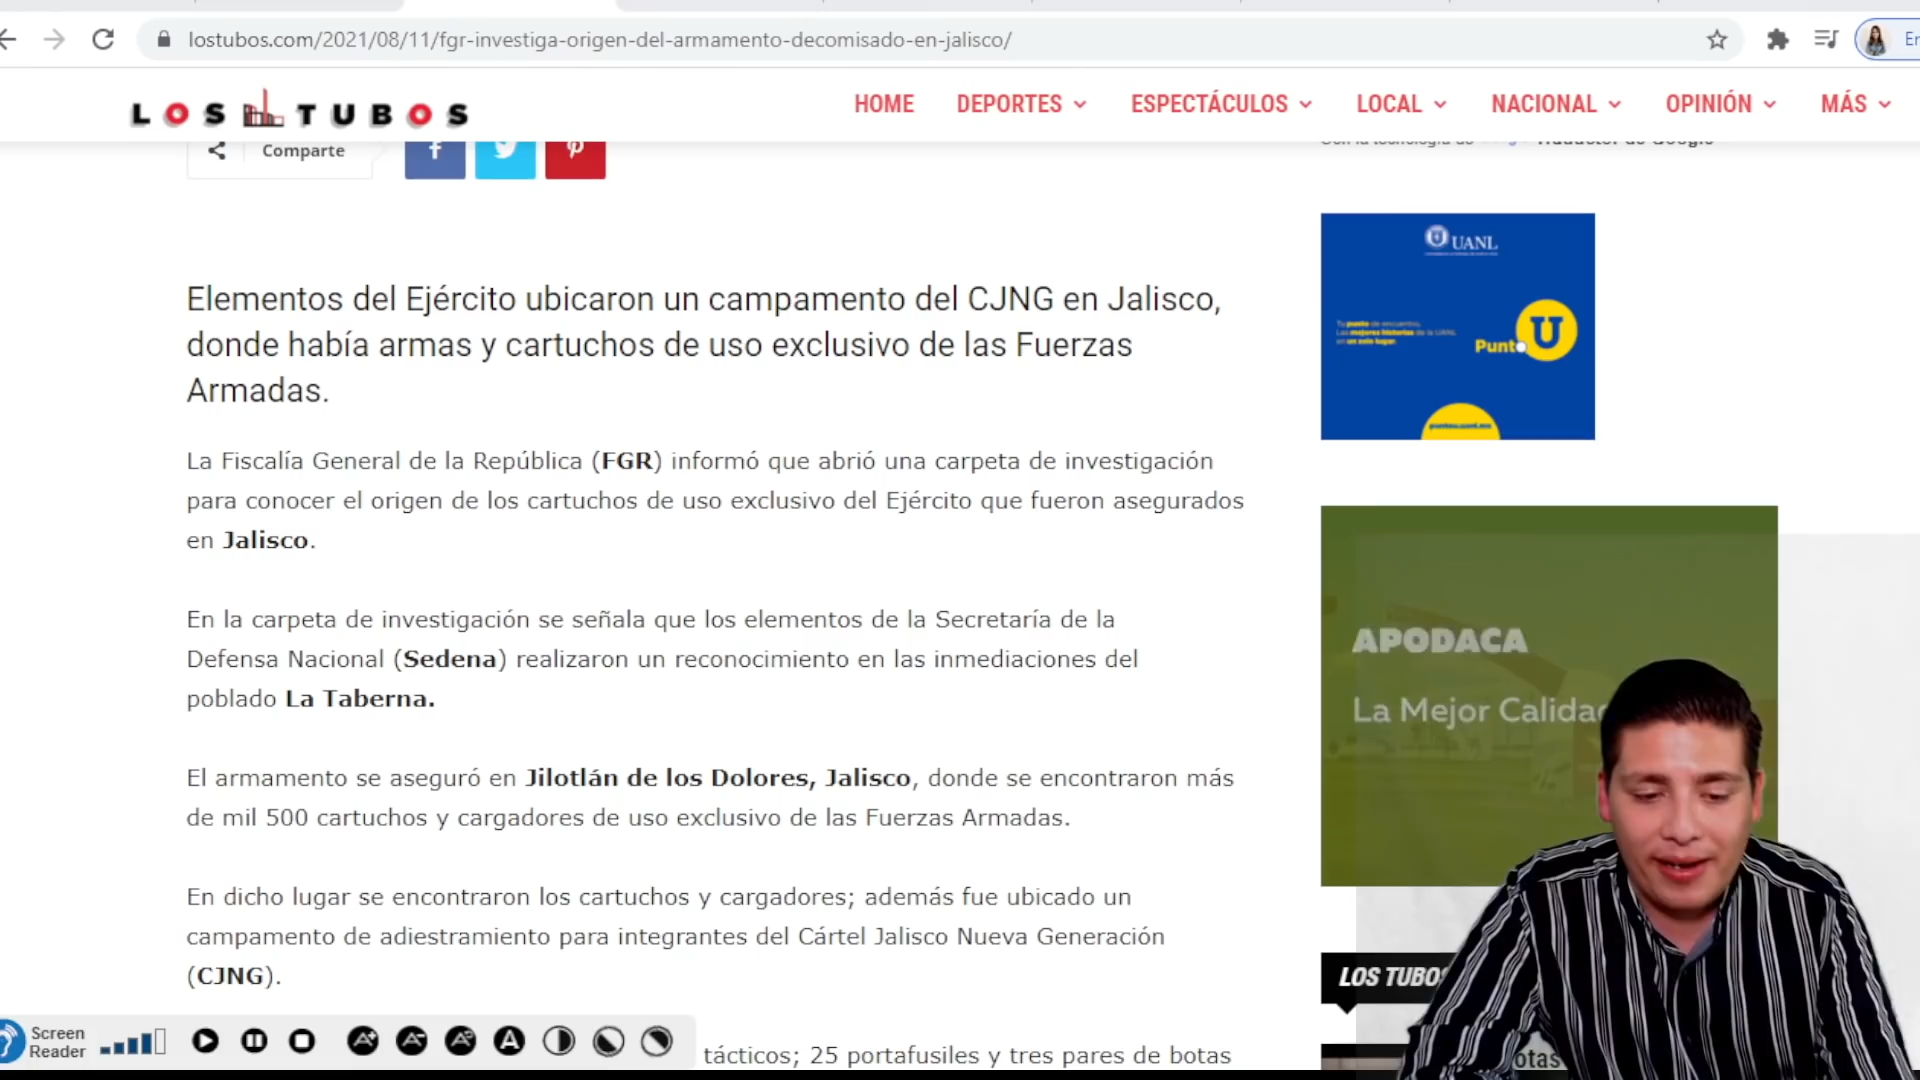 lostubos.com/2021/08/11/fgr-investiga-origen-del-armamento-decomisado-en-jalisco/
LOS TUBOS
HOME DEPORTES ESPECTÁCULOS LOCAL NACIONAL OPINIÓN MÁS
Comparte
Elementos del Ejército ubicaron un campamento del CJNG en Jalisco,
donde había armas y cartuchos de uso exclusivo de las Fuerzas
Armadas.
La Fiscalía General de la República (FGR) informó que abrió una carpeta de investigación
para conocer el origen de los cartuchos de uso exclusivo del Ejército que fueron asegurados
en Jalisco.
En la carpeta de investigación se señala que los elementos de la Secretaría de la
Defensa Nacional (Sedena) realizaron un reconocimiento en las inmediaciones del
poblado La Taberna.
El armamento se aseguró en Jilotlán de los Dolores, Jalisco, donde se encontraron más
de mil 500 cartuchos y cargadores de uso exclusivo de las Fuerzas Armadas.
En dicho lugar se encontraron los cartuchos y cargadores; además fue ubicado un
campamento de adiestramiento para integrantes del Cártel Jalisco Nueva Generación
(CJNG).
tácticos; 25 portafusiles y tres pares de botas
Screen
Reader
UANL
Punto U
APODACA
La Mejor Calidad
LOS TUBOS